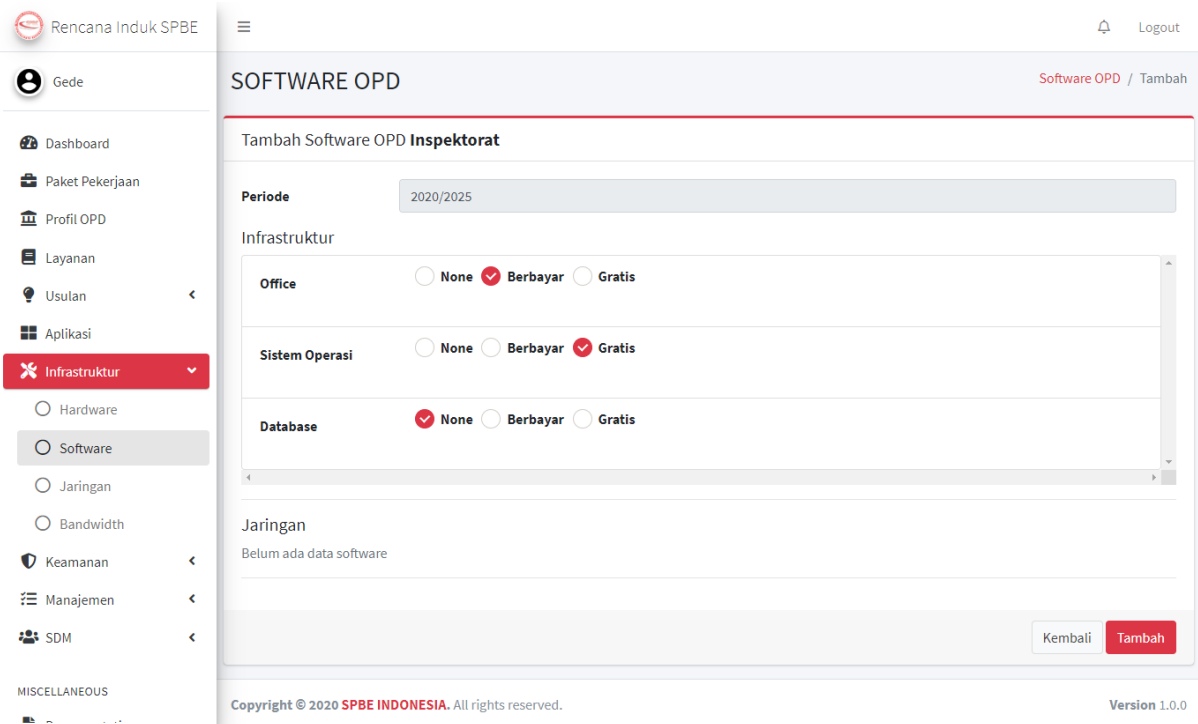 Rencana Induk SPBE
Logout
Gede
SOFTWARE OPD
Software OPD / Tambah
Dashboard
Paket Pekerjaan
Profil OPD
Layanan
Usulan
Aplikasi
Infrastruktur
Hardware
Software
Jaringan
Bandwidth
Keamanan
Manajemen
SDM
MISCELLANEOUS
Tambah Software OPD Inspektorat
Periode 2020/2025
Infrastruktur
Office None Berbayar Gratis
Sistem Operasi None Berbayar Gratis
Database None Berbayar Gratis
Jaringan
Belum ada data software
Kembali Tambah
Copyright © 2020 SPBE INDONESIA. All rights reserved.
Version 1.0.0